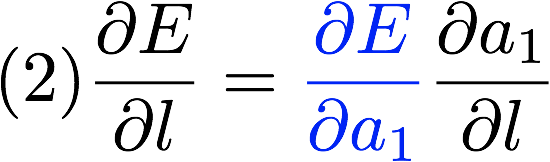 (2) ∂E/∂l = ∂E/∂a₁ ∂a₁/∂l